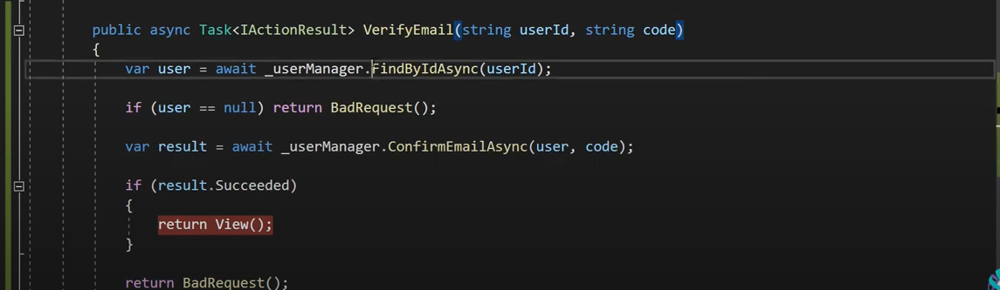 public async Task<IActionResult> VerifyEmail(string userId, string code)
{
var user = await _userManager.FindByIdAsync(userId);
if (user == null) return BadRequest();
var result = await _userManager.ConfirmEmailAsync(user, code);
if (result.Succeeded)
{
return View();
}
return BadRequest();